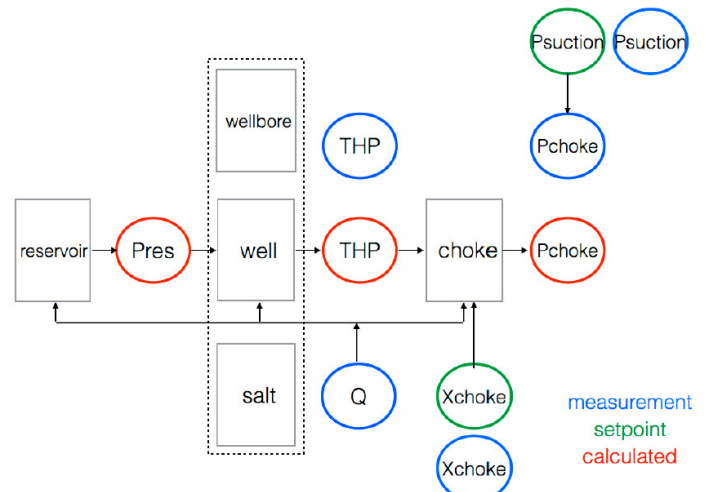 Psuction Psuction
wellbore THP Pchoke
reservoir Pres well THP choke Pchoke
salt Q Xchoke
measurement
setpoint
calculated
Xchoke